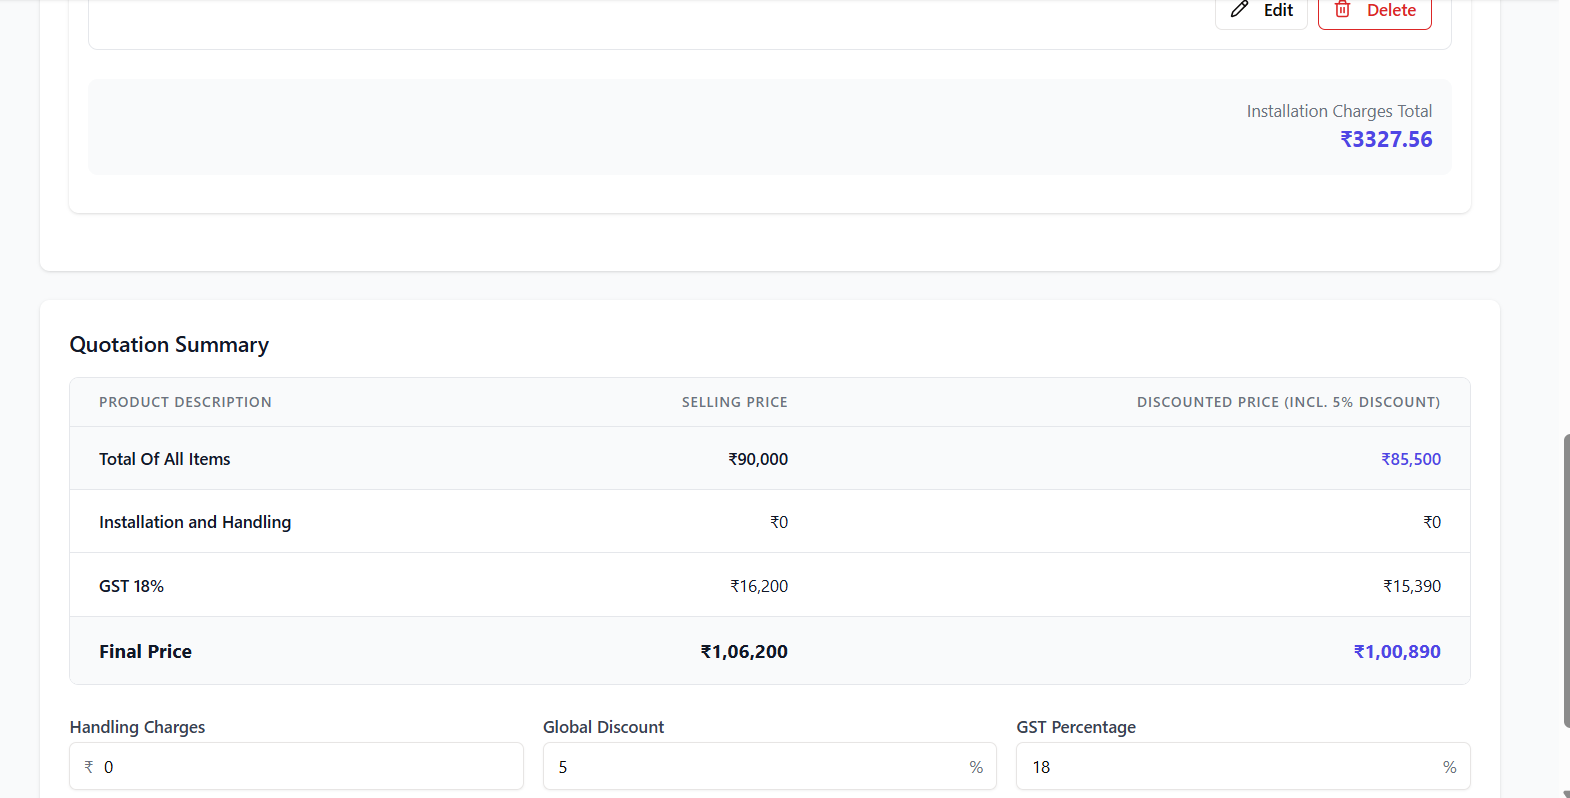 Edit Delete
Installation Charges Total
₹3327.56
Quotation Summary
PRODUCT DESCRIPTION SELLING PRICE DISCOUNTED PRICE (INCL. 5% DISCOUNT)
Total Of All Items ₹90,000 ₹85,500
Installation and Handling ₹0 ₹0
GST 18% ₹16,200 ₹15,390
Final Price ₹1,06,200 ₹1,00,890
Handling Charges Global Discount GST Percentage
₹ 0 5 % 18 %